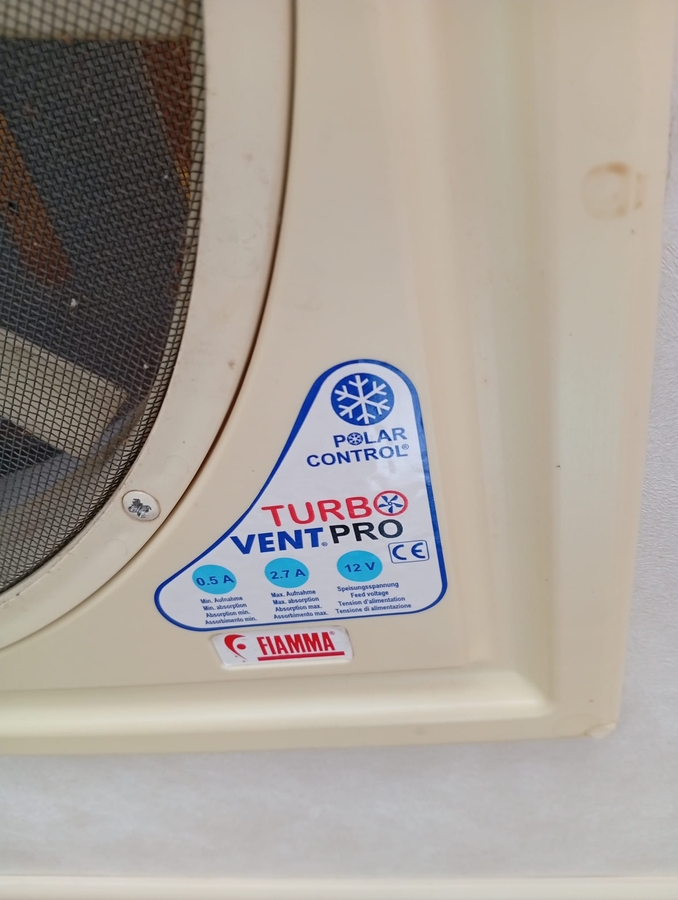 POLAR
CONTROL®
TURBO
VENT®PRO
CE
0.5 A
Min. Aufnahme
Min. absorption
Absorption min.
Assorbimento min.
2.7 A
Max. Aufnahme
Max. absorption
Absorption max.
Assorbimento max.
12 V
Speisungsspannung
Feed voltage
Tension d'alimentation
Tensione di alimentazione
FIAMMA®